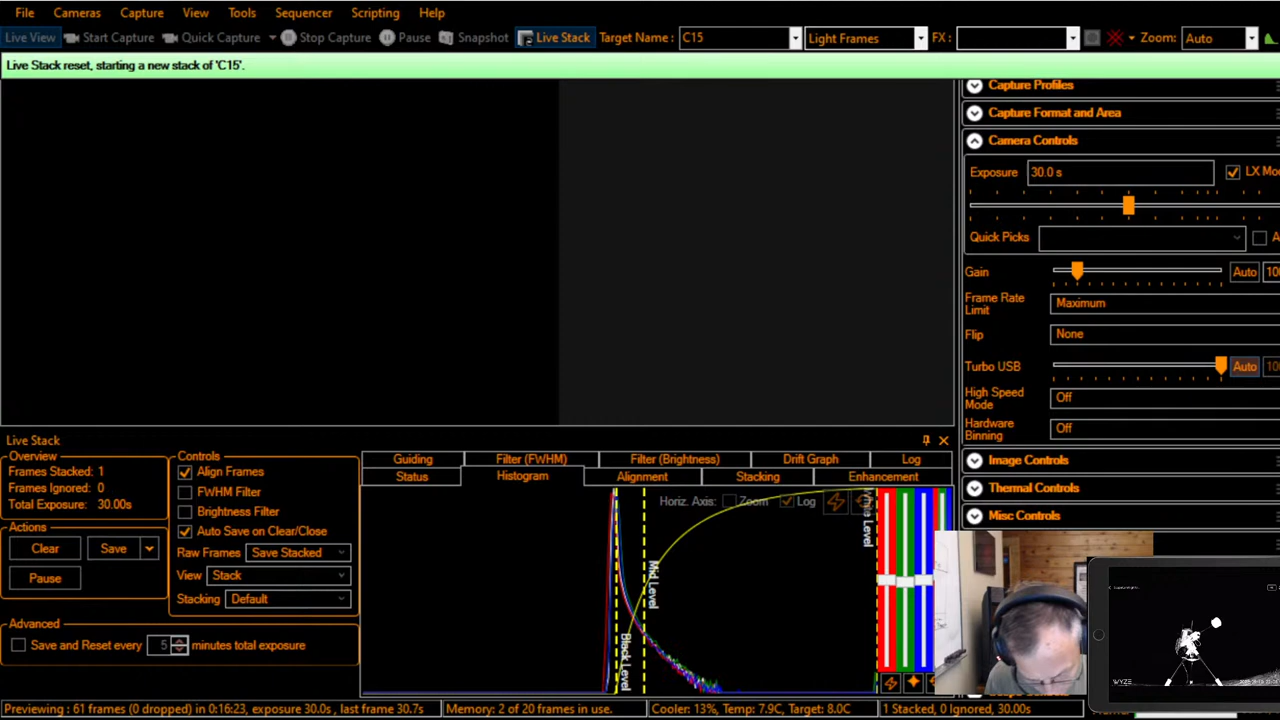 File Cameras Capture View Tools Sequencer Scripting Help
Live View Start Capture Quick Capture Stop Capture Pause Snapshot Live Stack Target Name : C15 Light Frames FX : Zoom: Auto
Live Stack reset, starting a new stack of 'C15'.
Capture Profiles
Capture Format and Area
Camera Controls
Exposure 30.0 s LX Mo
Quick Picks
Gain Auto
Frame Rate Limit Maximum
Flip None
Turbo USB Auto
High Speed Mode Off
Hardware Binning Off
Image Controls
Thermal Controls
Misc Controls
Live Stack
Overview
Frames Stacked: 1
Frames Ignored: 0
Total Exposure: 30.00s
Actions
Clear Save
Pause
Controls
Align Frames
FWHM Filter
Brightness Filter
Auto Save on Clear/Close
Raw Frames Save Stacked
View Stack
Stacking Default
Advanced
Save and Reset every 5 minutes total exposure
Guiding Filter (FWHM) Filter (Brightness) Drift Graph Log
Status Histogram Alignment Stacking Enhancement
Horiz. Axis: Zoom Log
Black Level
Mid Level
White Level
WYZE
Previewing : 61 frames (0 dropped) in 0:16:23, exposure 30.0s , last frame 30.7s Memory: 2 of 20 frames in use. Cooler: 13%, Temp: 7.9C, Target: 8.0C 1 Stacked, 0 Ignored, 30.00s